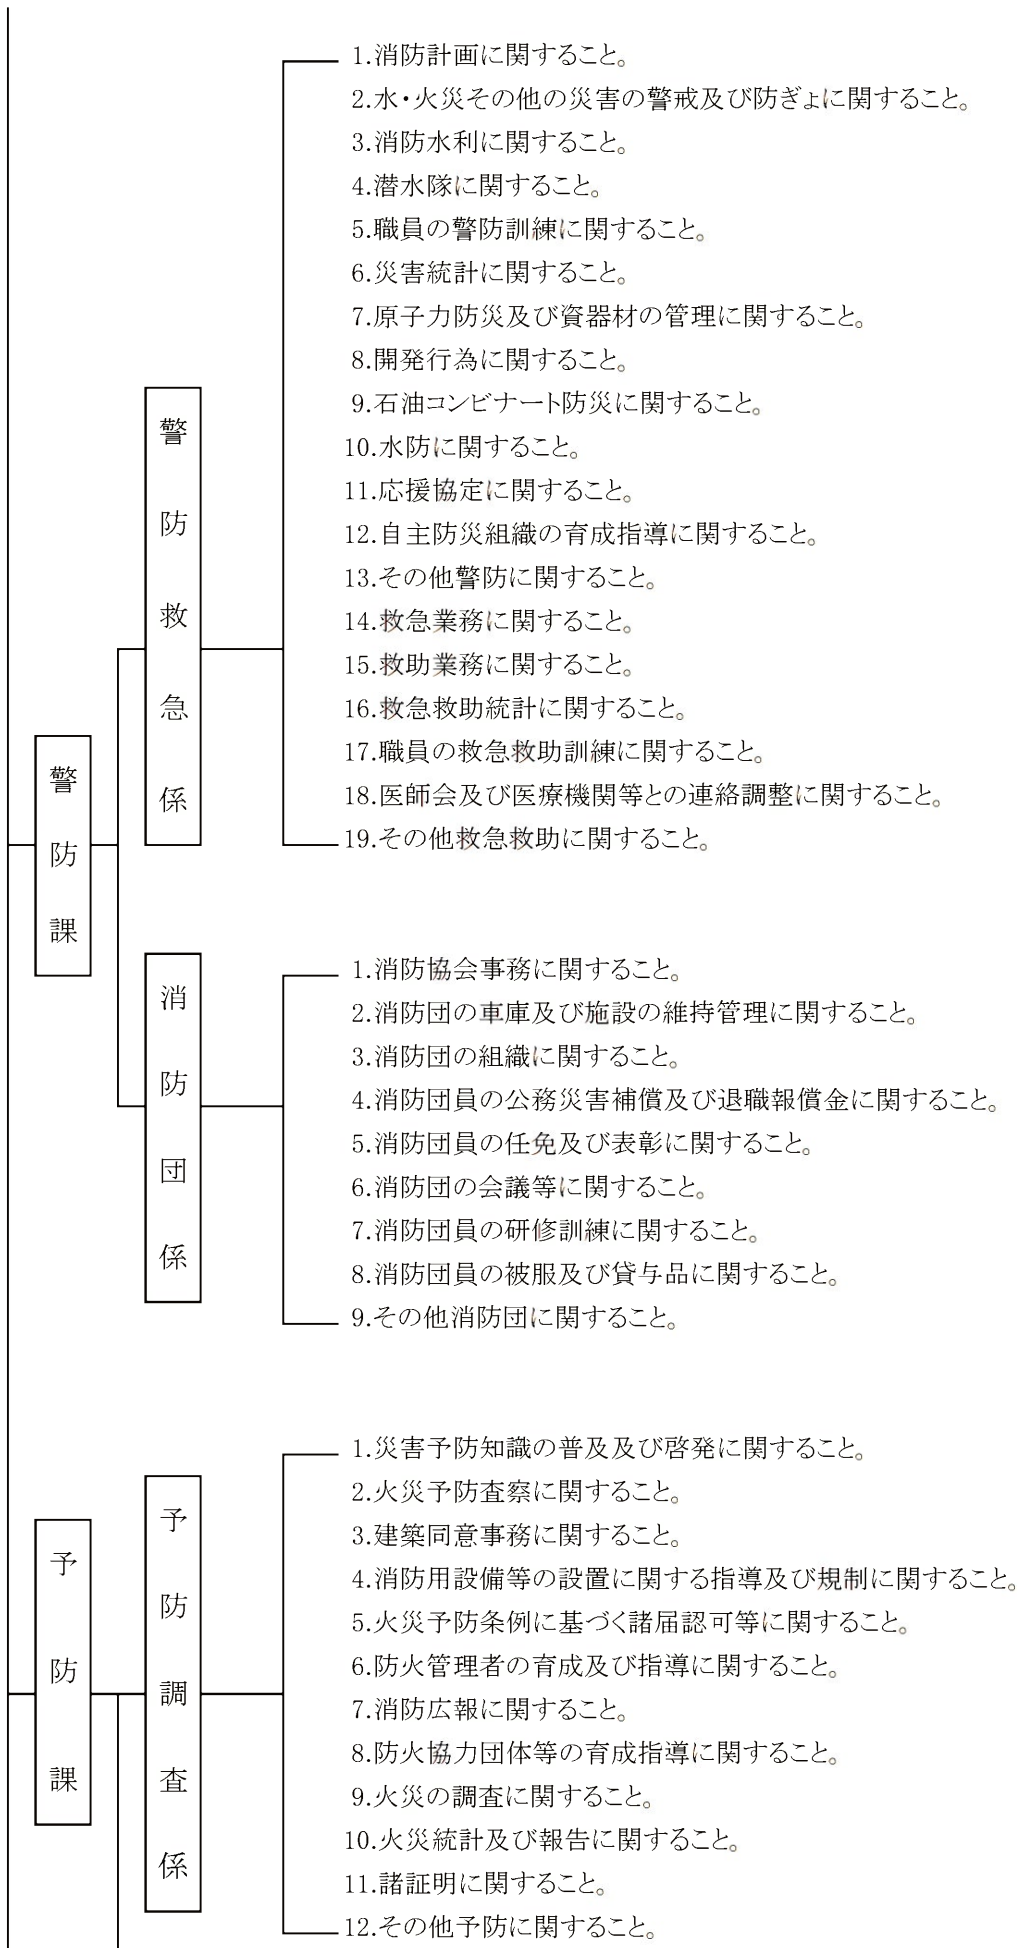 警防課
警防救急係
1.消防計画に関すること。
2.水・火災その他の災害の警戒及び防ぎょに関すること。
3.消防水利に関すること。
4.潜水隊に関すること。
5.職員の警防訓練に関すること。
6.災害統計に関すること。
7.原子力防災及び資器材の管理に関すること。
8.開発行為に関すること。
9.石油コンビナート防災に関すること。
10.水防に関すること。
11.応援協定に関すること。
12.自主防災組織の育成指導に関すること。
13.その他警防に関すること。
14.救急業務に関すること。
15.救助業務に関すること。
16.救急救助統計に関すること。
17.職員の救急救助訓練に関すること。
18.医師会及び医療機関等との連絡調整に関すること。
19.その他救急救助に関すること。
消防団係
1.消防協会事務に関すること。
2.消防団の車庫及び施設の維持管理に関すること。
3.消防団の組織に関すること。
4.消防団員の公務災害補償及び退職報償金に関すること。
5.消防団員の任免及び表彰に関すること。
6.消防団の会議等に関すること。
7.消防団員の研修訓練に関すること。
8.消防団員の被服及び貸与品に関すること。
9.その他消防団に関すること。
予防課
予防調査係
1.災害予防知識の普及及び啓発に関すること。
2.火災予防査察に関すること。
3.建築同意事務に関すること。
4.消防用設備等の設置に関する指導及び規制に関すること。
5.火災予防条例に基づく諸届認可等に関すること。
6.防火管理者の育成及び指導に関すること。
7.消防広報に関すること。
8.防火協力団体等の育成指導に関すること。
9.火災の調査に関すること。
10.火災統計及び報告に関すること。
11.諸証明に関すること。
12.その他予防に関すること。